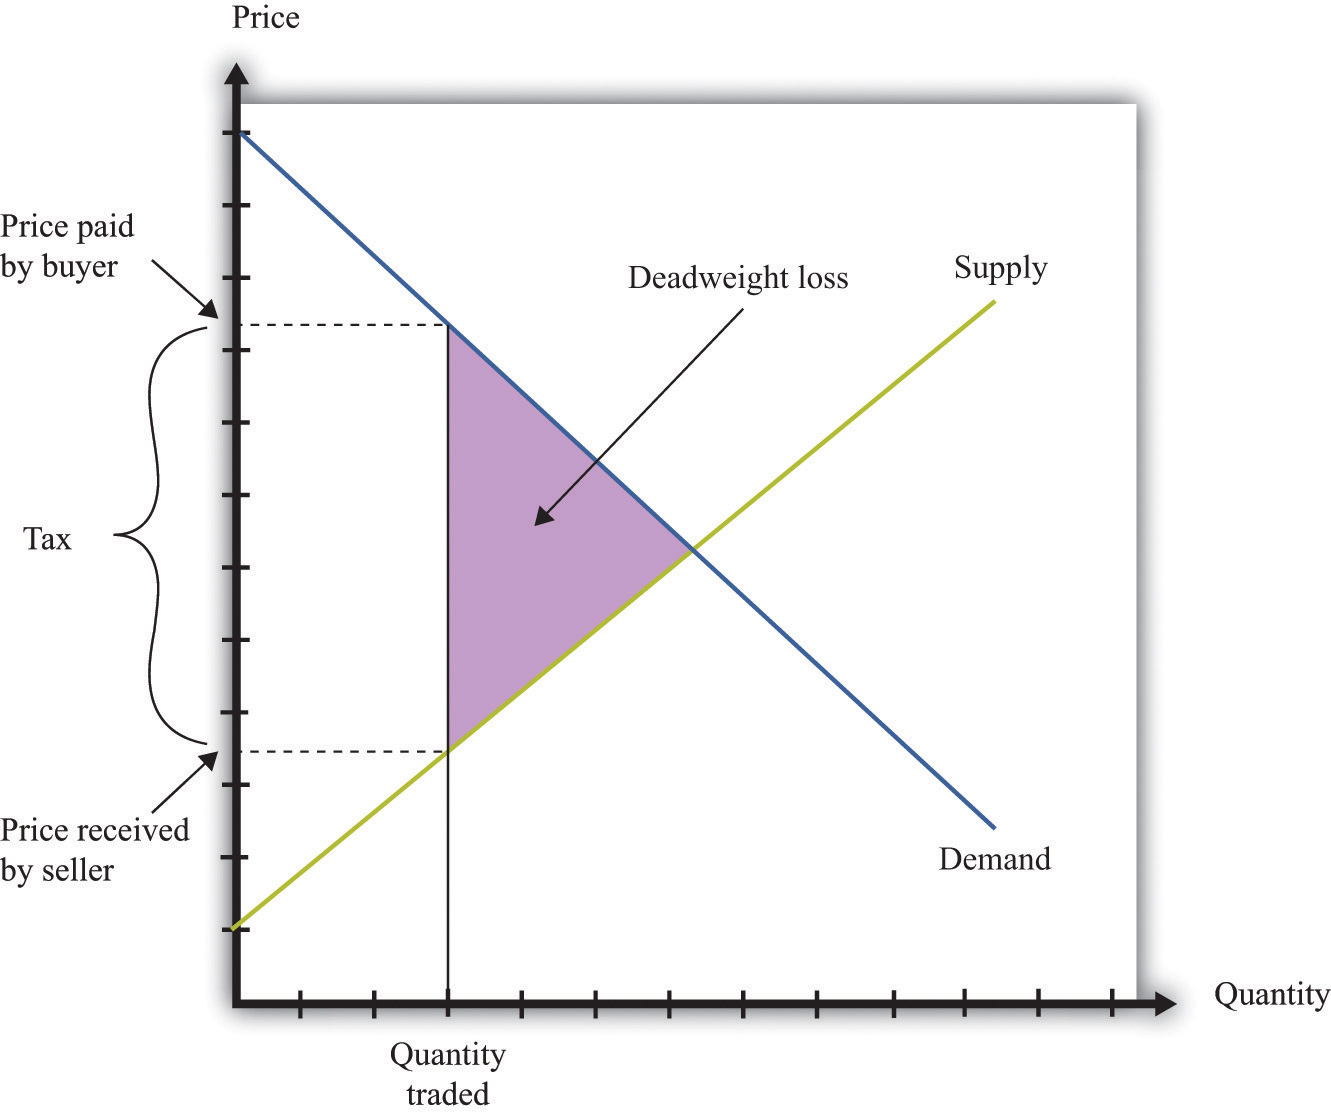 Price
Price paid
by buyer
Deadweight loss
Supply
Tax
Price received
by seller
Demand
Quantity
Quantity
traded